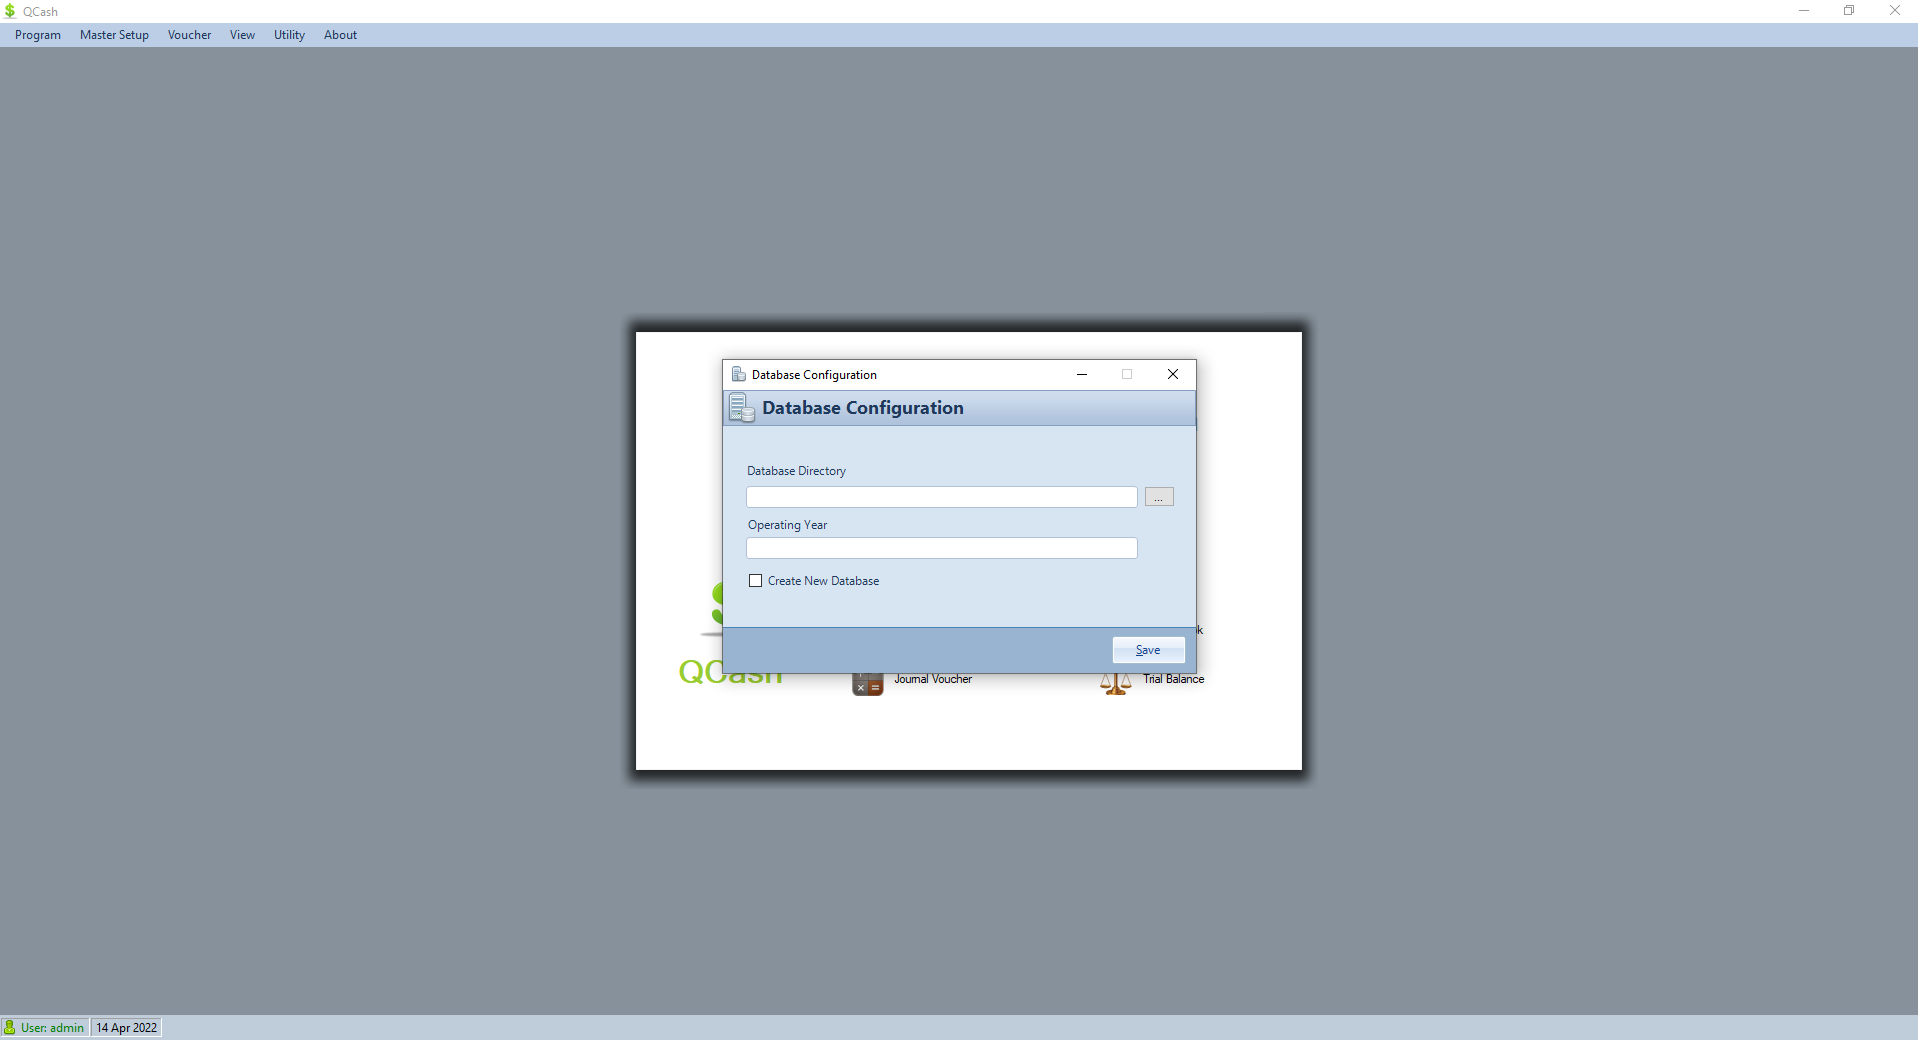 QCash
Program Master Setup Voucher View Utility About
Database Configuration
Database Configuration
Database Directory
...
Operating Year
Create New Database
Save
QCash
Journal Voucher
Trial Balance
User: admin 14 Apr 2022